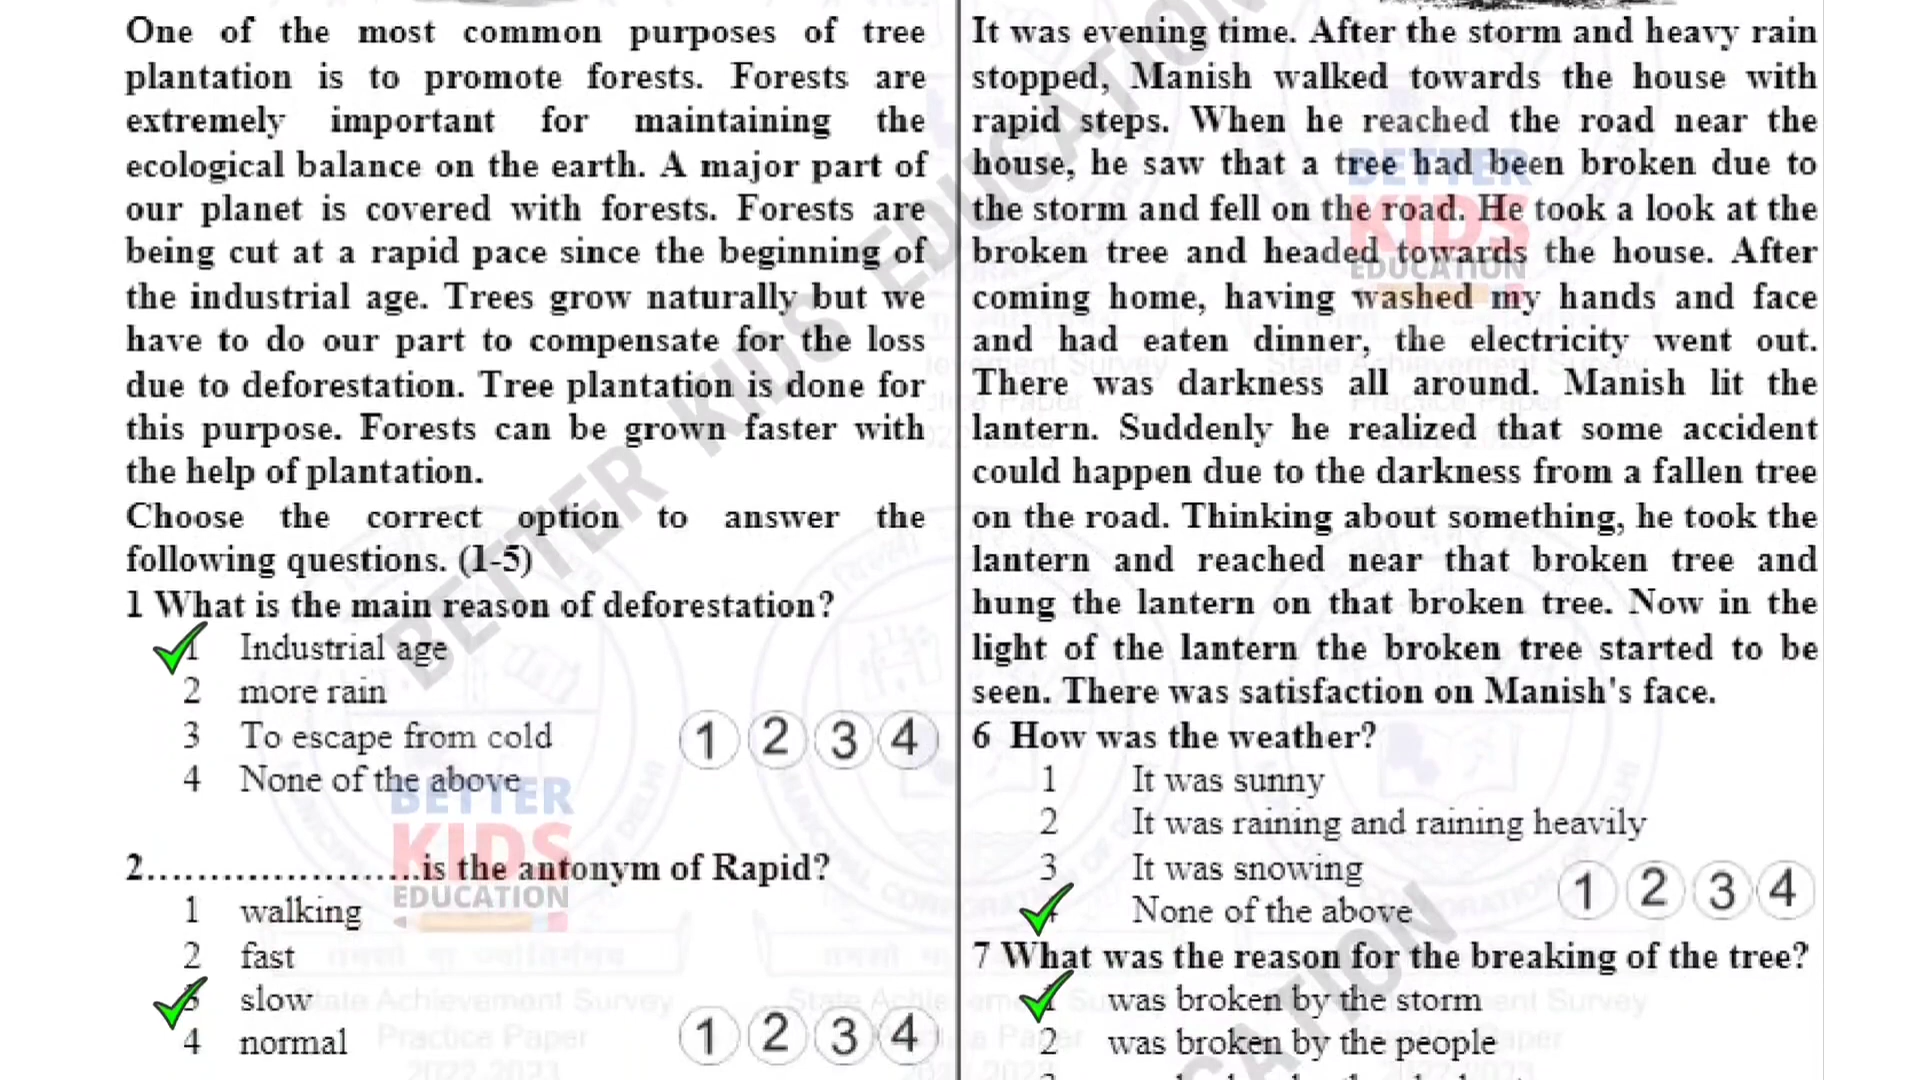 One of the most common purposes of tree
plantation is to promote forests. Forests are
extremely important for maintaining the
ecological balance on the earth. A major part of
our planet is covered with forests. Forests are
being cut at a rapid pace since the beginning of
the industrial age. Trees grow naturally but we
have to do our part to compensate for the loss
due to deforestation. Tree plantation is done for
this purpose. Forests can be grown faster with
the help of plantation.
Choose the correct option to answer the
following questions. (1-5)
1 What is the main reason of deforestation?
1 Industrial age
2 more rain
3 To escape from cold
4 None of the above
1 2 3 4
2......................is the antonym of Rapid?
1 walking
2 fast
3 slow
4 normal
1 2 3 4
It was evening time. After the storm and heavy rain
stopped, Manish walked towards the house with
rapid steps. When he reached the road near the
house, he saw that a tree had been broken due to
the storm and fell on the road. He took a look at the
broken tree and headed towards the house. After
coming home, having washed my hands and face
and had eaten dinner, the electricity went out.
There was darkness all around. Manish lit the
lantern. Suddenly he realized that some accident
could happen due to the darkness from a fallen tree
on the road. Thinking about something, he took the
lantern and reached near that broken tree and
hung the lantern on that broken tree. Now in the
light of the lantern the broken tree started to be
seen. There was satisfaction on Manish's face.
6 How was the weather?
1 It was sunny
2 It was raining and raining heavily
3 It was snowing
4 None of the above
1 2 3 4
7 What was the reason for the breaking of the tree?
1 was broken by the storm
2 was broken by the people
BETTER KIDS EDUCATION
BETTER
KIDS
EDUCATION
BETTER
KIDS
EDUCATION
State Achievement Survey
Practice Paper
2022-2023